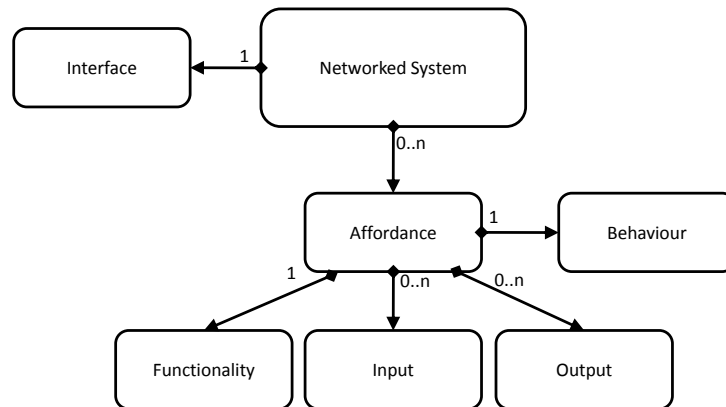 Interface
1
Networked System
0..n
Affordance
1
Behaviour
1
0..n
0..n
Functionality
Input
Output